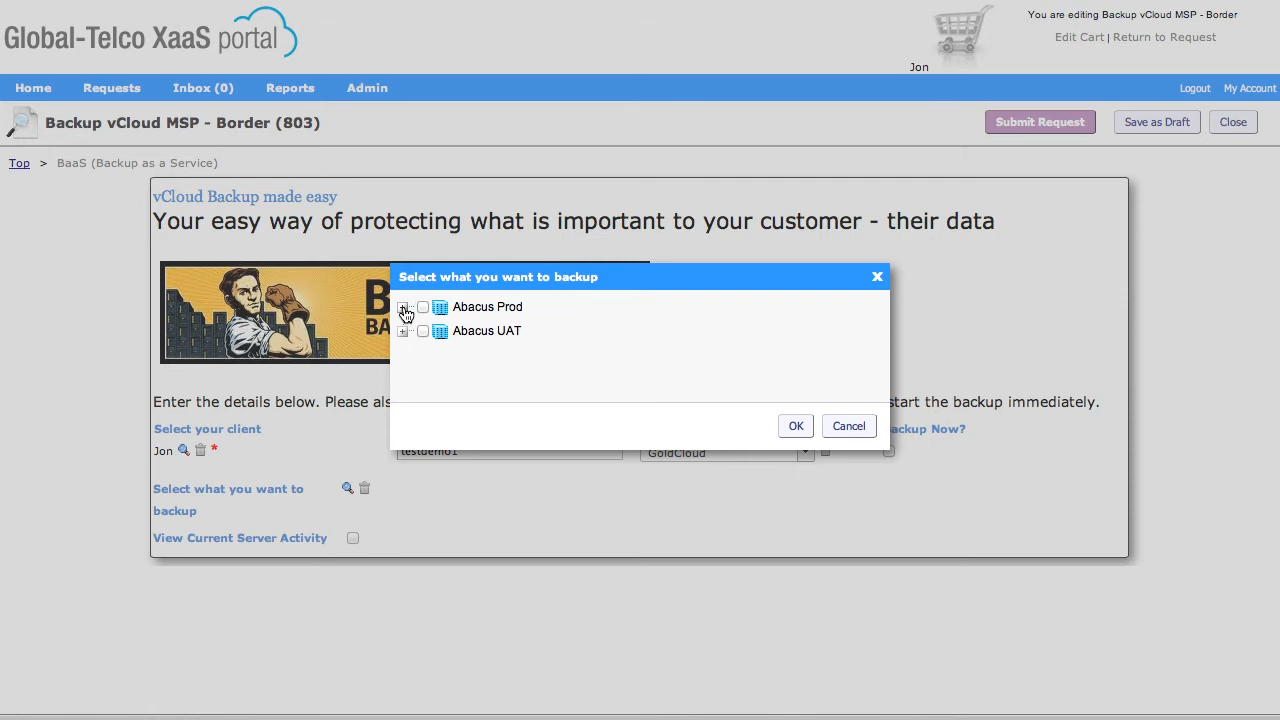 Global-Telco XaaS portal
You are editing Backup vCloud MSP - Border
Edit Cart | Return to Request
Jon
Home Requests Inbox (0) Reports Admin Logout My Account
Backup vCloud MSP - Border (803) Submit Request Save as Draft Close
Top > BaaS (Backup as a Service)
vCloud Backup made easy
Your easy way of protecting what is important to your customer - their data
Select what you want to backup X
Abacus Prod
Abacus UAT
OK Cancel
B
BA
Enter the details below. Please als start the backup immediately.
Select your client ackup Now?
Jon * testdemo1 GoldCloud
Select what you want to
backup
View Current Server Activity